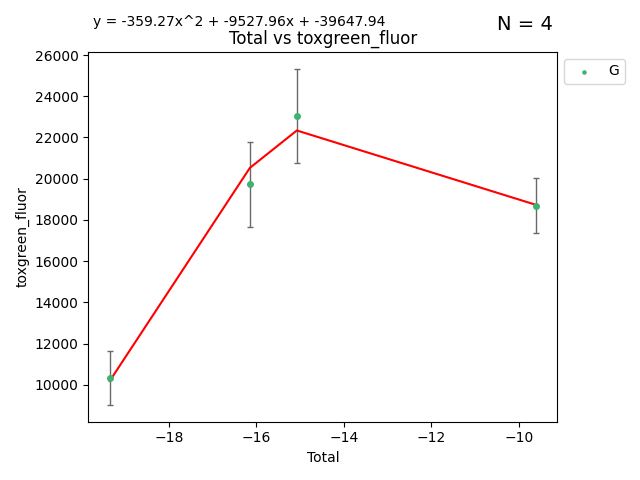 y = -359.27x^2 + -9527.96x + -39647.94
N = 4
Total vs toxgreen_fluor
G
26000
24000
22000
20000
18000
16000
14000
12000
10000
toxgreen_fluor
−18
−16
−14
−12
−10
Total